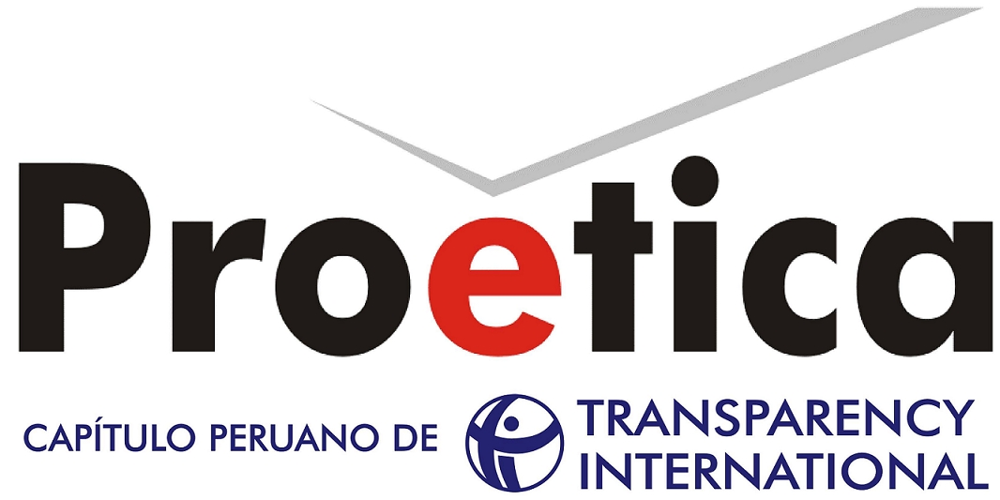 Proetica
CAPÍTULO PERUANO DE
TRANSPARENCY
INTERNATIONAL